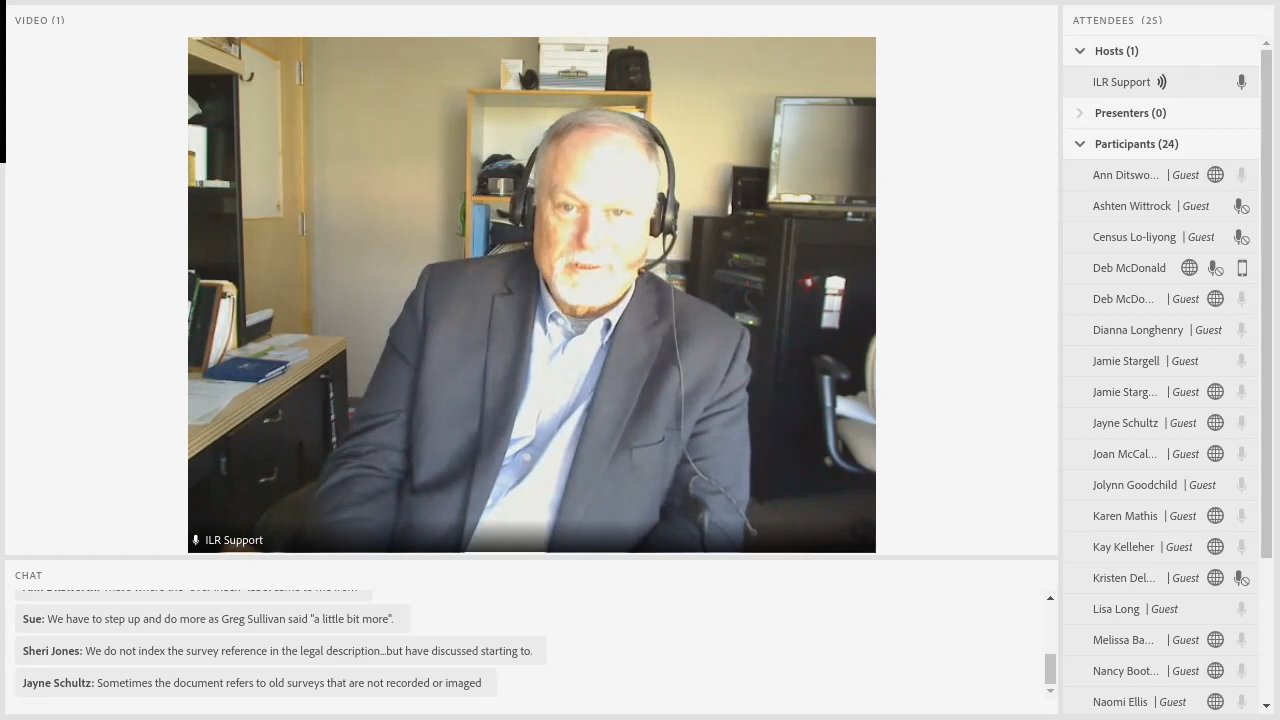 VIDEO (1)
ILR Support
CHAT
Sue: We have to step up and do more as Greg Sullivan said "a little bit more".
Sheri Jones: We do not index the survey reference in the legal description...but have discussed starting to.
Jayne Schultz: Sometimes the document refers to old surveys that are not recorded or imaged
ATTENDEES (25)
Hosts (1)
ILR Support
Presenters (0)
Participants (24)
Ann Ditswo... | Guest
Ashten Wittrock | Guest
Census Lo-liyong | Guest
Deb McDonald
Deb McDo... | Guest
Dianna Longhenry | Guest
Jamie Stargell | Guest
Jamie Starg... | Guest
Jayne Schultz | Guest
Joan McCal... | Guest
Jolynn Goodchild | Guest
Karen Mathis | Guest
Kay Kelleher | Guest
Kristen Del... | Guest
Lisa Long | Guest
Melissa Ba... | Guest
Nancy Boot... | Guest
Naomi Ellis | Guest